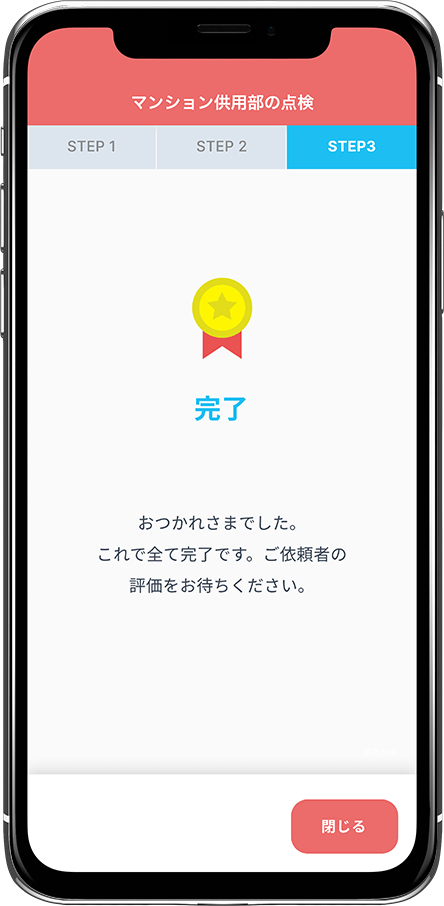 マンション供用部の点検
STEP 1
STEP 2
STEP3
完了
おつかれさまでした。
これで全て完了です。ご依頼者の
評価をお待ちください。
閉じる